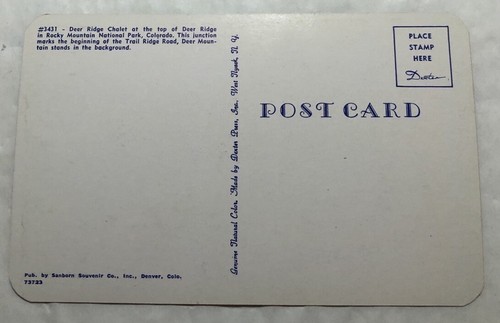 #3431 - Deer Ridge Chalet at the top of Deer Ridge
in Rocky Mountain National Park, Colorado. This junction
marks the beginning of the Trail Ridge Road, Deer Moun-
tain stands in the background.
PLACE
STAMP
HERE
Dexter
POST CARD
Genuine Natural Color Made by Dexter Press, Inc. West Nyack, N. Y.
Pub. by Sanborn Souvenir Co., Inc., Denver, Colo.
73723